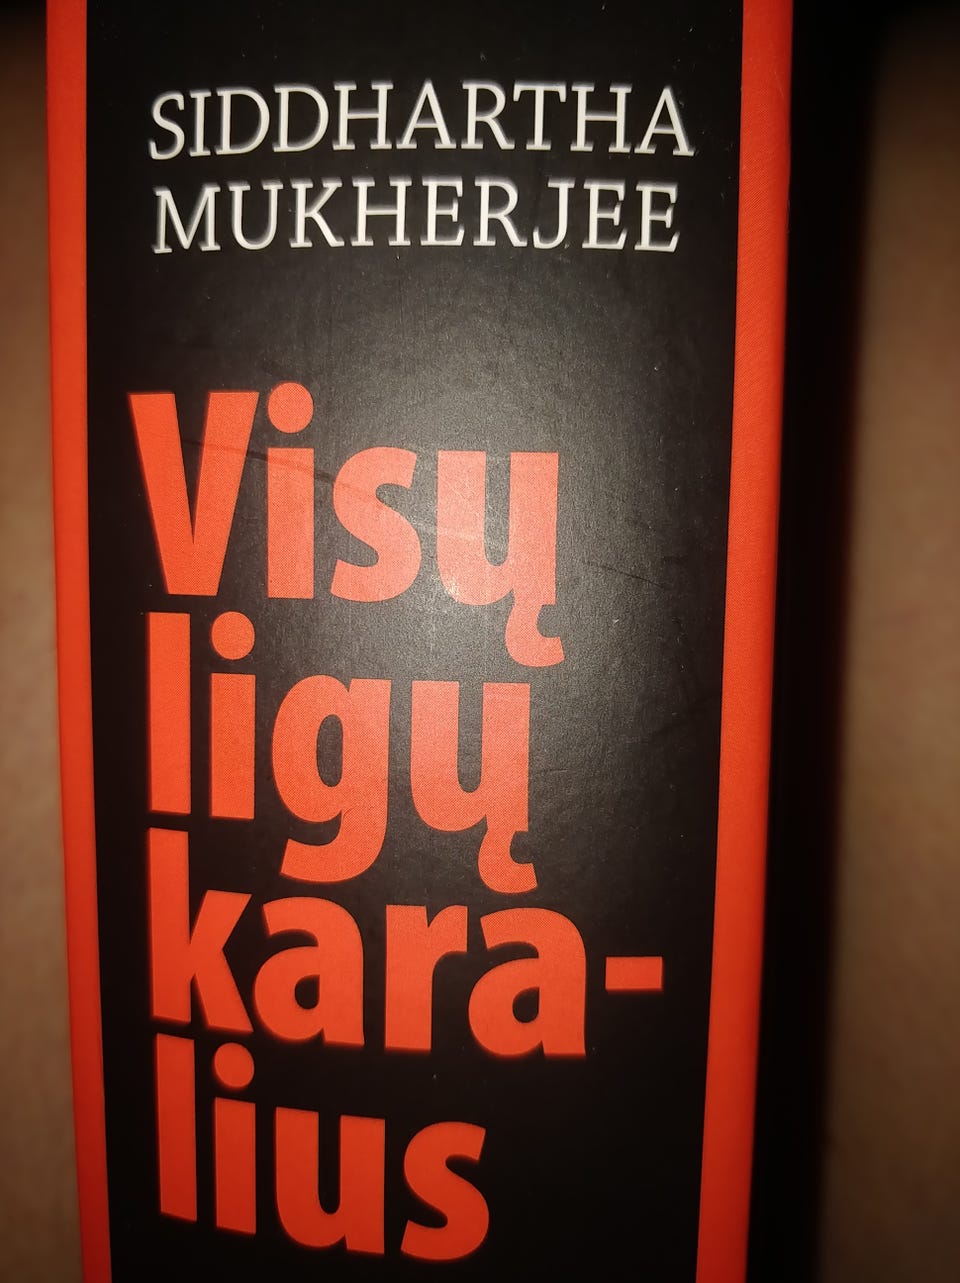 SIDDHARTHA
MUKHERJEE
Visų
ligų
kara-
lius